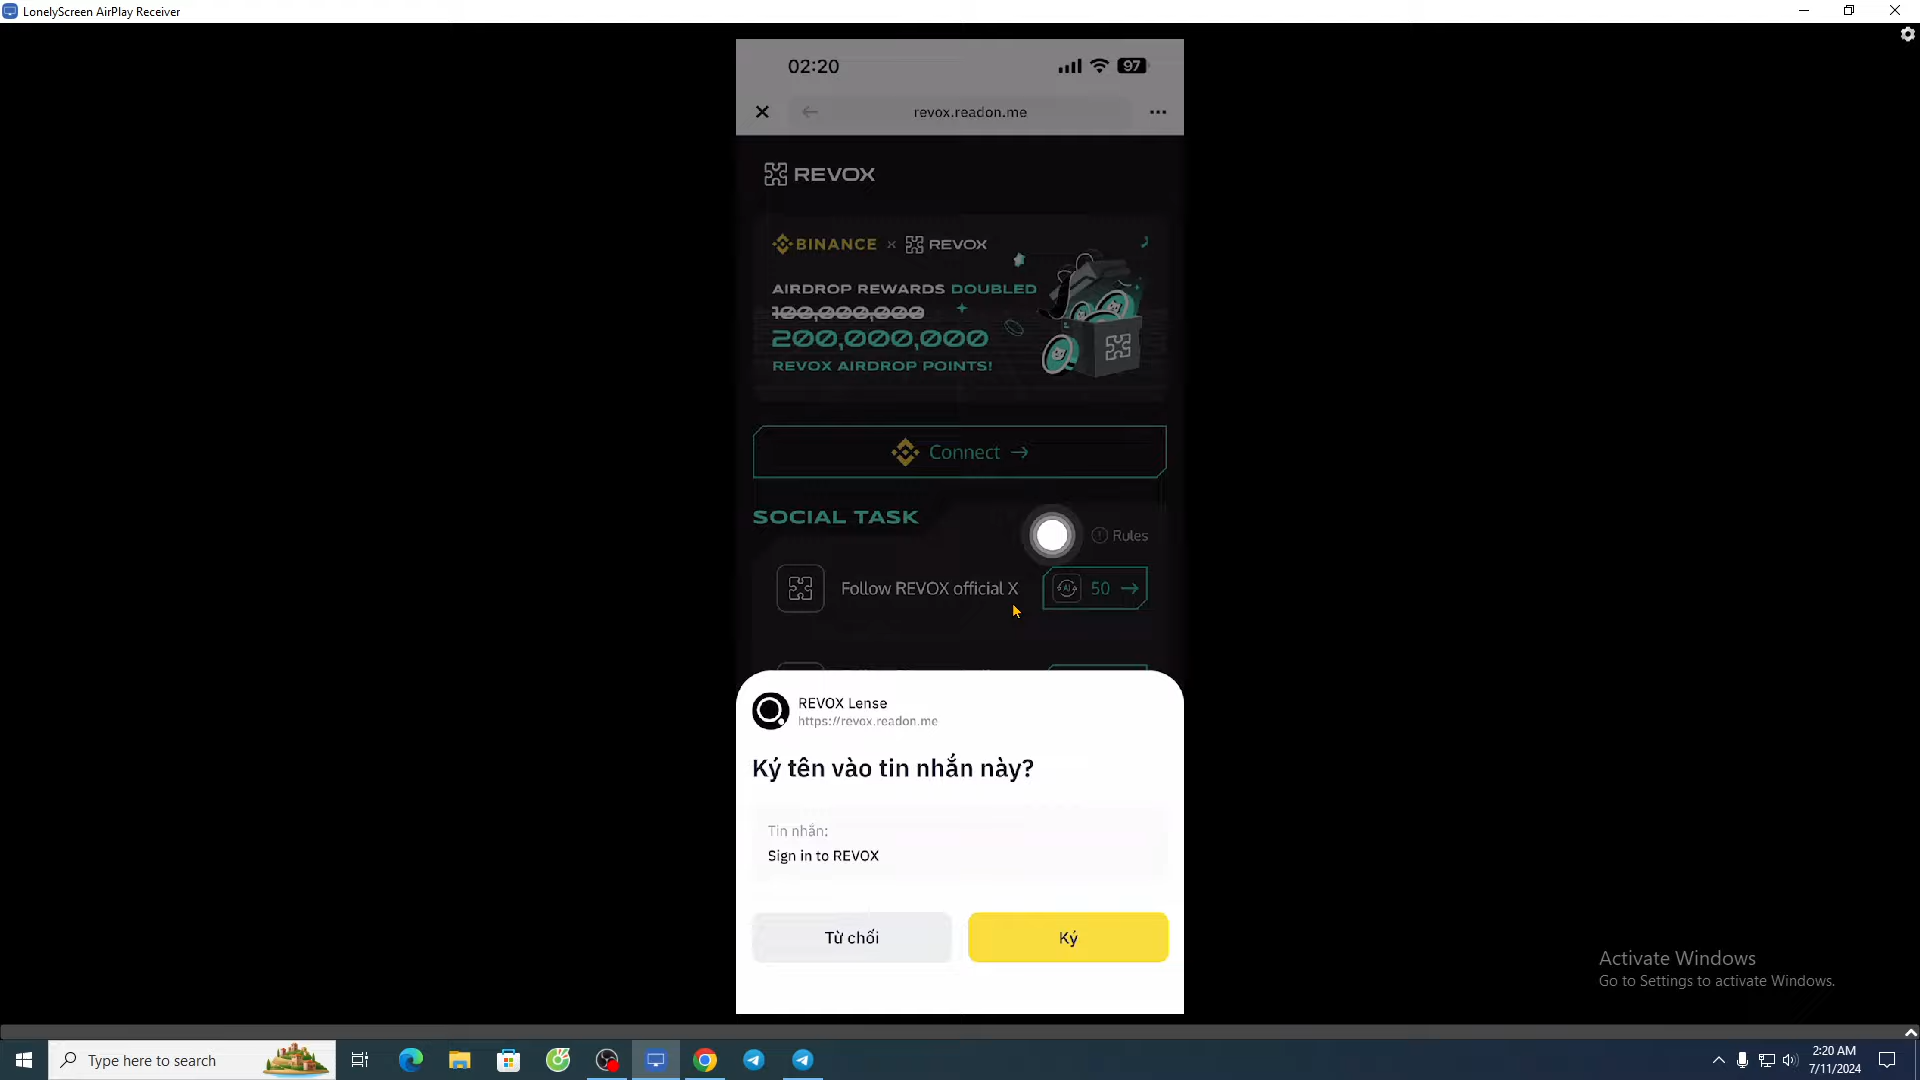 LonelyScreen AirPlay Receiver
02:20
97
revox.readon.me
REVOX
BINANCE × REVOX
AIRDROP REWARDS DOUBLED
100,000,000
200,000,000
REVOX AIRDROP POINTS!
Connect →
SOCIAL TASK
Rules
Follow REVOX official X
AI 50 →
REVOX Lense
https://revox.readon.me
Ký tên vào tin nhắn này?
Tin nhắn:
Sign in to REVOX
Từ chối
Ký
Activate Windows
Go to Settings to activate Windows.
Type here to search
2:20 AM
7/11/2024